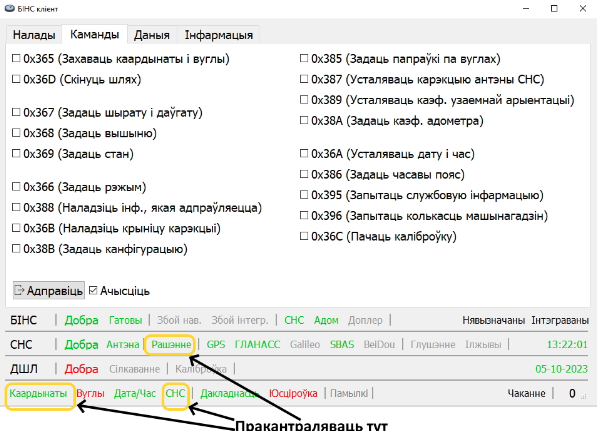 БІНС кліент
Налады Каманды Даныя Інфармацыя
0x365 (Захаваць каардынаты і вуглы)
0x36D (Скінуць шлях)
0x367 (Задаць шырату і даўгату)
0x368 (Задаць вышыню)
0x369 (Задаць стан)
0x366 (Задаць рэжым)
0x388 (Наладзіць інф., якая адпраўляецца)
0x36B (Наладзіць крыніцу карэкцыі)
0x38B (Задаць канфігурацыю)
0x385 (Задаць папраўкі па вуглах)
0x387 (Усталяваць карэкцыю антэны СНС)
0x389 (Усталяваць каэф. узаемнай арыентацыі)
0x38A (Задаць каэф. адометра)
0x36A (Усталяваць дату і час)
0x386 (Задаць часавы пояс)
0x395 (Запытаць службовую інфармацыю)
0x396 (Запытаць колькасць машынагадзін)
0x36C (Пачаць каліброўку)
Адправіць Ачысціць
БІНС | Добра Гатовы | Збой нав. Збой інтегр. | СНС Адом Доплер | Нявызначаны Інтэграваны
СНС | Добра Антэна | Рашэнне | GPS ГЛАНАСС Galileo SBAS BeiDou | Глушэнне Ілжывы | 13:22:01
ДШЛ | Добра Сілкаванне | Каліброўка | 05-10-2023
Каардынаты Вуглы Дата/Час СНС | Дакладнасць Юсціроўка | Памылкі | Чаканне | 0
Пракантраляваць тут